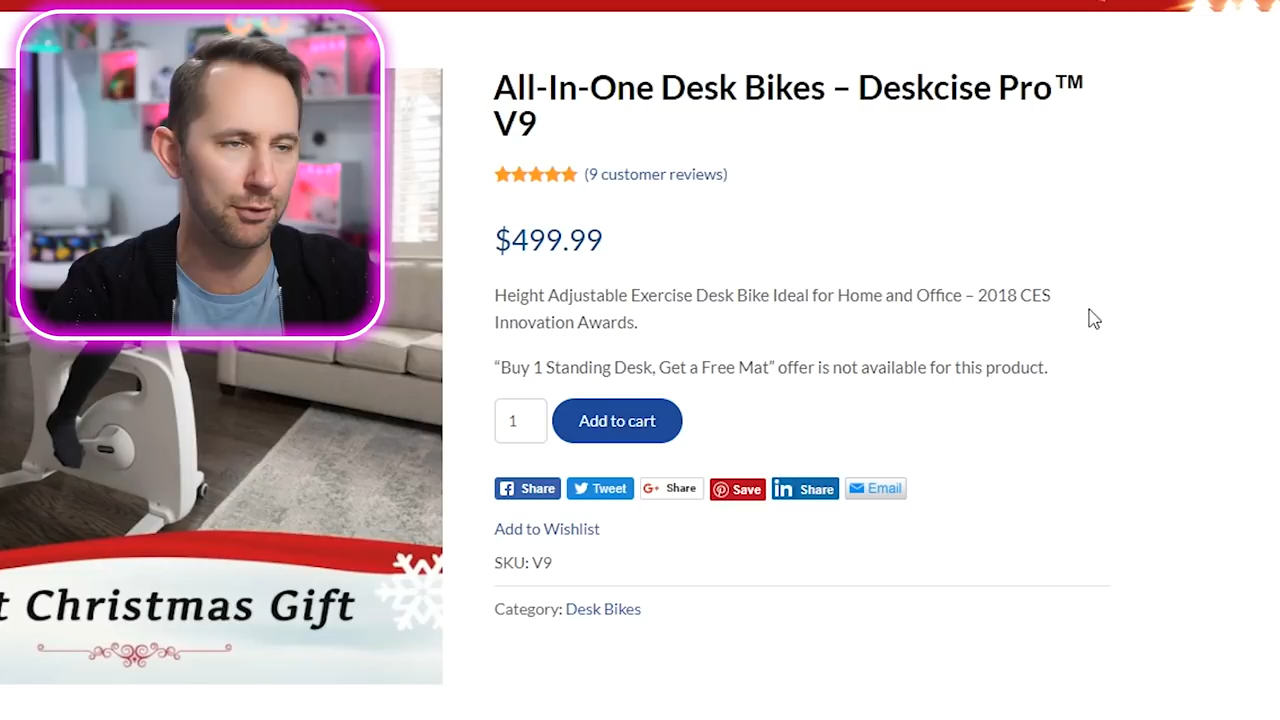 All-In-One Desk Bikes – Deskcise Pro™
V9
(9 customer reviews)
$499.99
Height Adjustable Exercise Desk Bike Ideal for Home and Office – 2018 CES
Innovation Awards.
“Buy 1 Standing Desk, Get a Free Mat” offer is not available for this product.
1
Add to cart
Share
Tweet
G+ Share
Save
in Share
Email
Add to Wishlist
SKU: V9
Category: Desk Bikes
t Christmas Gift